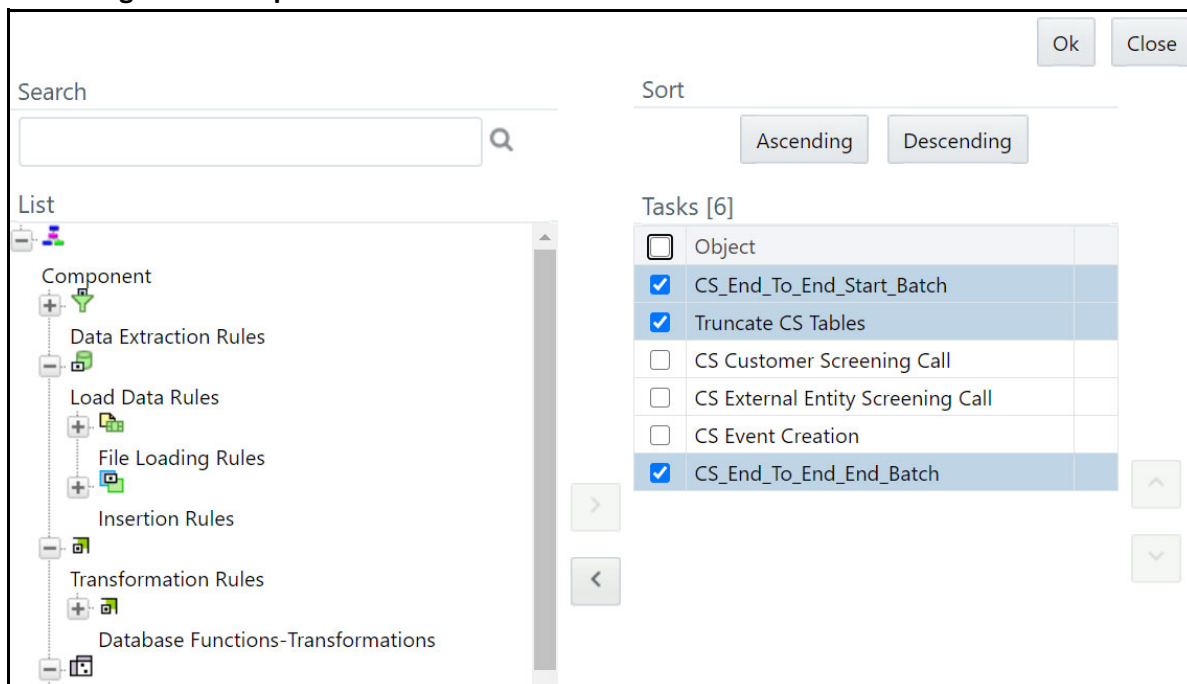 Ok Close
Search
Sort
Ascending Descending
List
Tasks [6]
Component
Data Extraction Rules
Load Data Rules
File Loading Rules
Insertion Rules
Transformation Rules
Database Functions-Transformations
Object
CS_End_To_End_Start_Batch
Truncate CS Tables
CS Customer Screening Call
CS External Entity Screening Call
CS Event Creation
CS_End_To_End_End_Batch